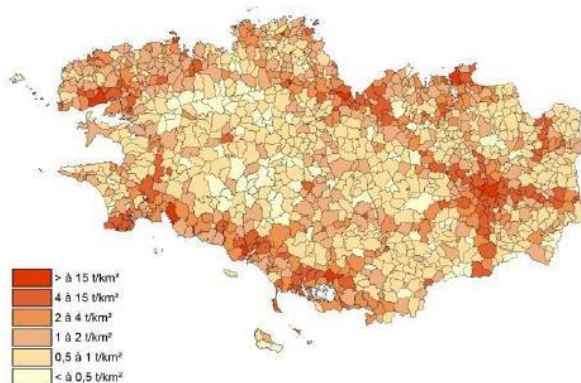 > à 15 t/km²
4 à 15 t/km²
2 à 4 t/km²
1 à 2 t/km²
0,5 à 1 t/km²
< à 0,5 t/km²